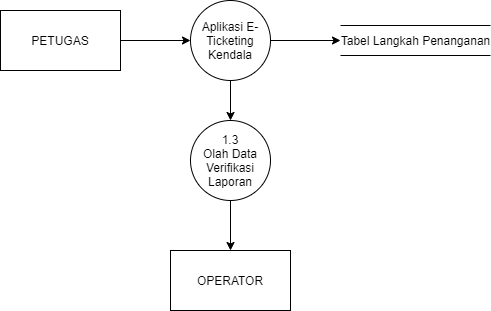 PETUGAS
Aplikasi E-
Ticketing
Kendala
Tabel Langkah Penanganan
1.3
Olah Data
Verifikasi
Laporan
OPERATOR